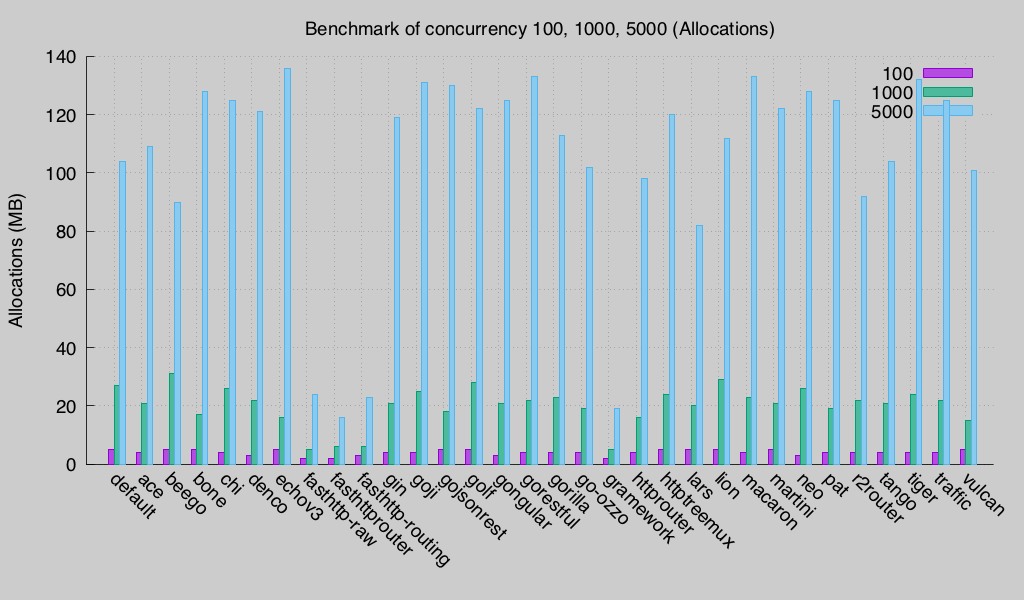 Benchmark of concurrency 100, 1000, 5000 (Allocations)
Allocations (MB)
140
120
100
80
60
40
20
0
100
1000
5000
default
ace
beego
bone
chi
denco
echov3
fasthttp-raw
fasthttprouter
fasthttp-routing
gin
goji
gojsonrest
golf
gongular
gorestful
gorilla
go-ozzo
gramework
httprouter
httptreemux
lars
lion
macaron
martini
neo
pat
r2router
tango
tiger
traffic
vulcan